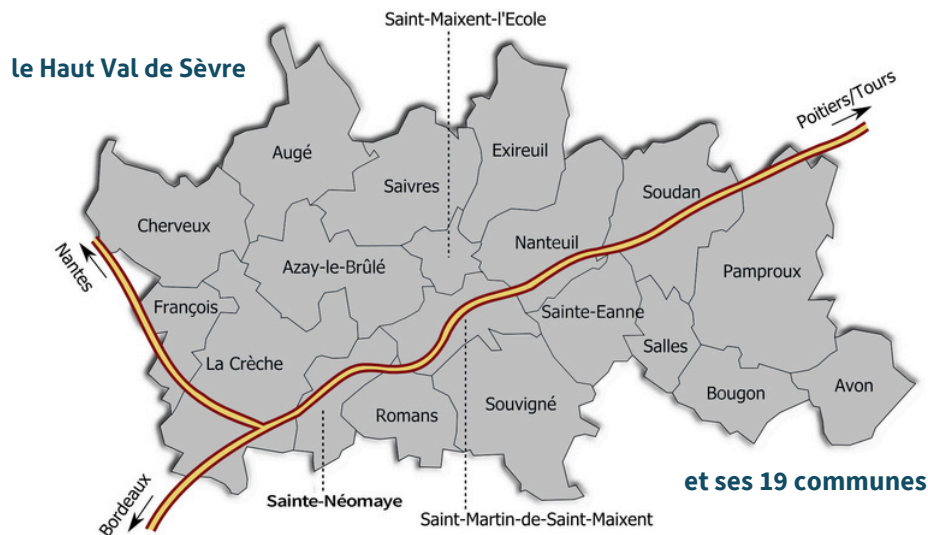 Saint-Maixent-l'Ecole
le Haut Val de Sèvre
Poitiers/Tours
Augé
Exireuil
Saivres
Soudan
Cherveux
Nanteuil
Azay-le-Brûlé
Pamproux
Nantes
François
Sainte-Eanne
Salles
La Crèche
Avon
Bougon
Souvigné
Romans
et ses 19 communes
Sainte-Néomaye
Bordeaux
Saint-Martin-de-Saint-Maixent